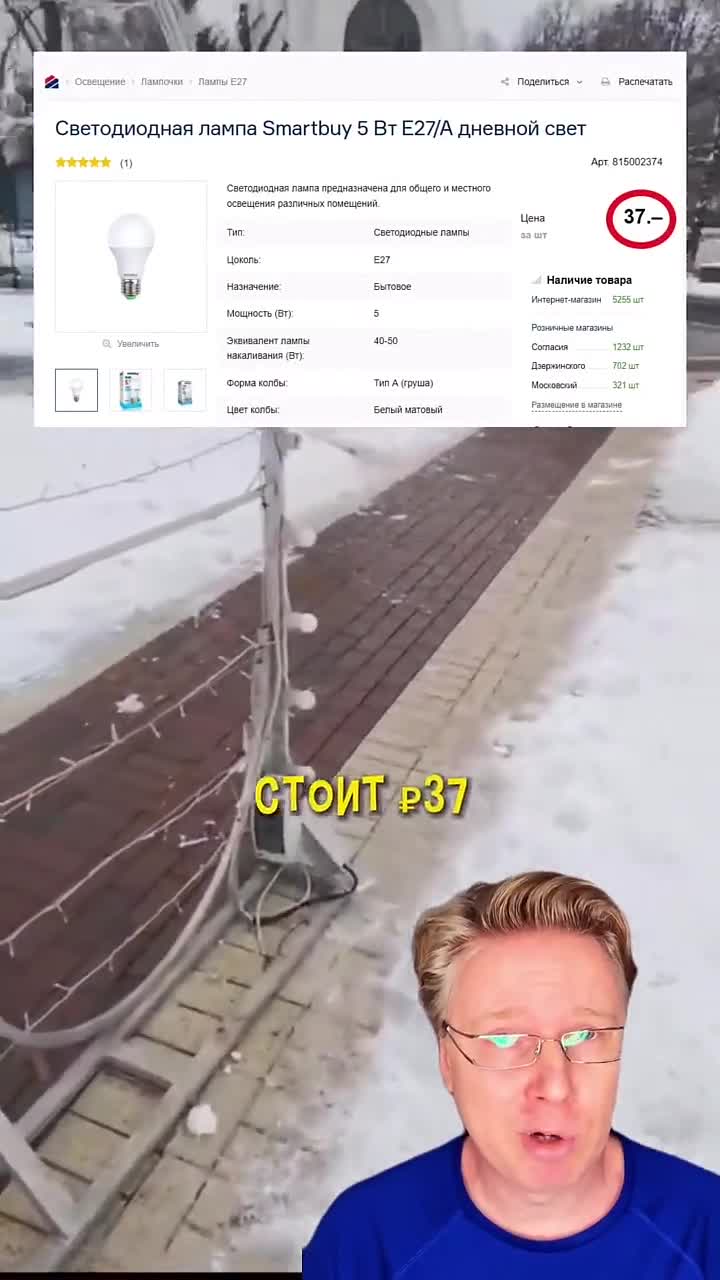 Освещение › Лампочки › Лампы E27
Поделиться
Распечатать
Светодиодная лампа Smartbuy 5 Вт E27/A дневной свет
(1)
Арт. 815002374
Светодиодная лампа предназначена для общего и местного
освещения различных помещений.
Тип: Светодиодные лампы
Цоколь: E27
Назначение: Бытовое
Мощность (Вт): 5
Эквивалент лампы
накаливания (Вт): 40-50
Форма колбы: Тип А (груша)
Цвет колбы: Белый матовый
Увеличить
Цена
за шт
37.–
Наличие товара
Интернет-магазин 5255 шт
Розничные магазины
Согласия 1232 шт
Дзержинского 702 шт
Московский 321 шт
Размещение в магазине
СТОИТ ₽37